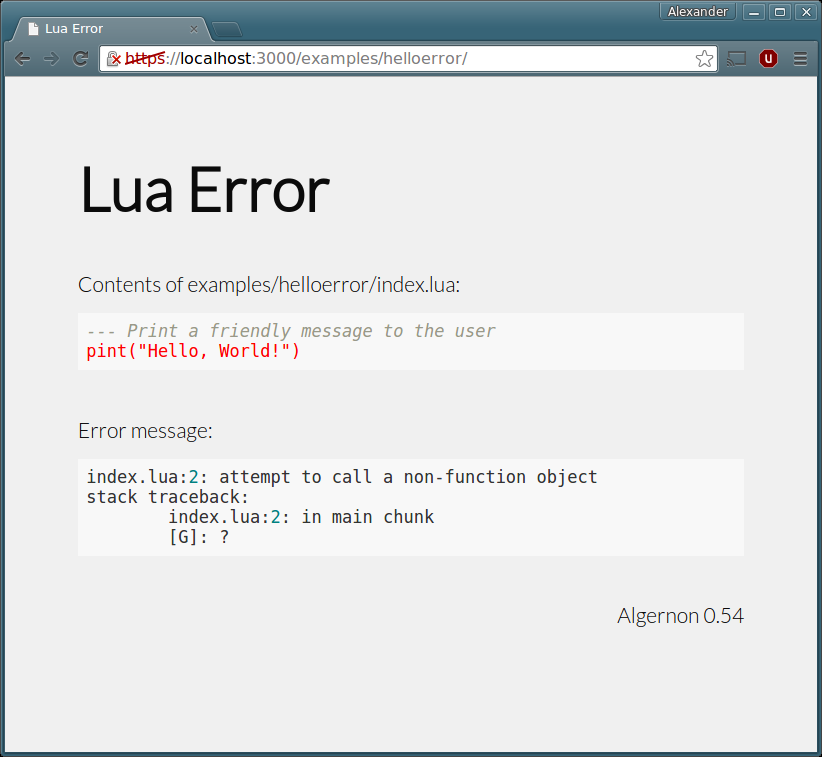 Alexander
Lua Error
https://localhost:3000/examples/helloerror/
u
Lua Error
Contents of examples/helloerror/index.lua:
--- Print a friendly message to the user
pint("Hello, World!")
Error message:
index.lua:2: attempt to call a non-function object
stack traceback:
        index.lua:2: in main chunk
        [G]: ?
Algernon 0.54